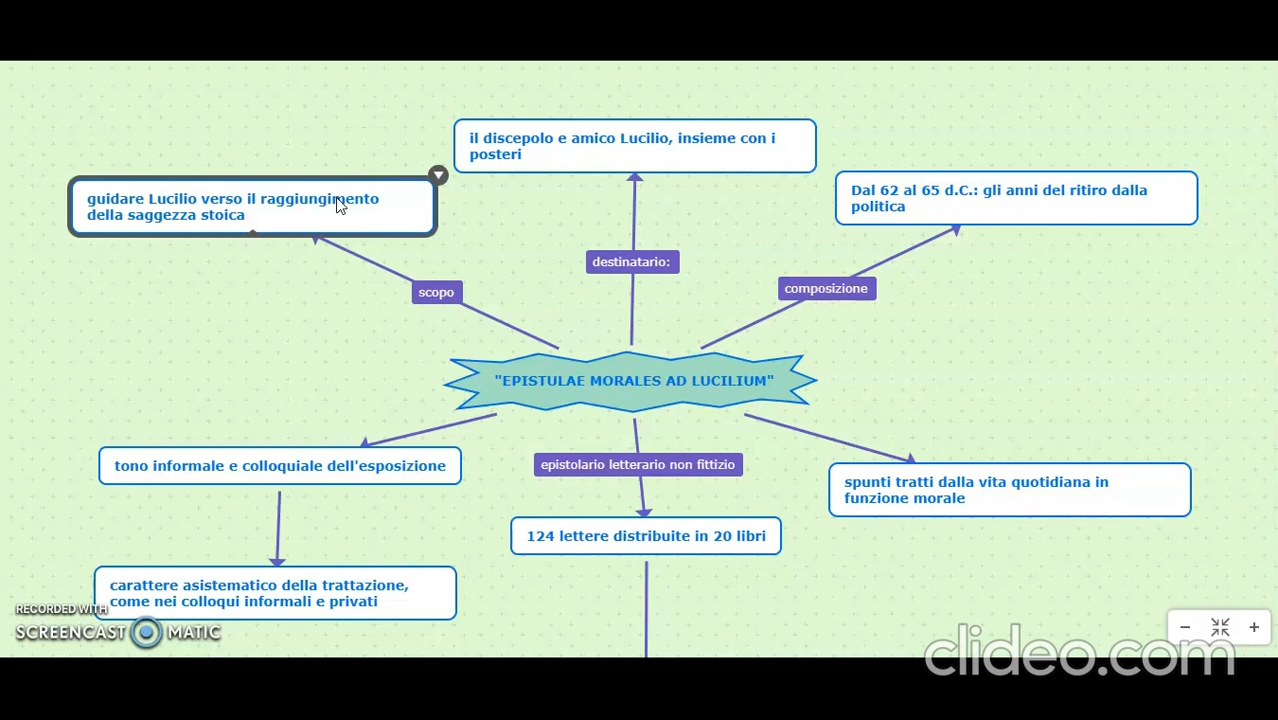 il discepolo e amico Lucilio, insieme con i
posteri
guidare Lucilio verso il raggiungimento
della saggezza stoica
Dal 62 al 65 d.C.: gli anni del ritiro dalla
politica
destinatario:
scopo
composizione
"EPISTULAE MORALES AD LUCILIUM"
tono informale e colloquiale dell'esposizione
epistolario letterario non fittizio
spunti tratti dalla vita quotidiana in
funzione morale
124 lettere distribuite in 20 libri
carattere asistematico della trattazione,
come nei colloqui informali e privati
RECORDED WITH
SCREENCAST MATIC
clideo.com